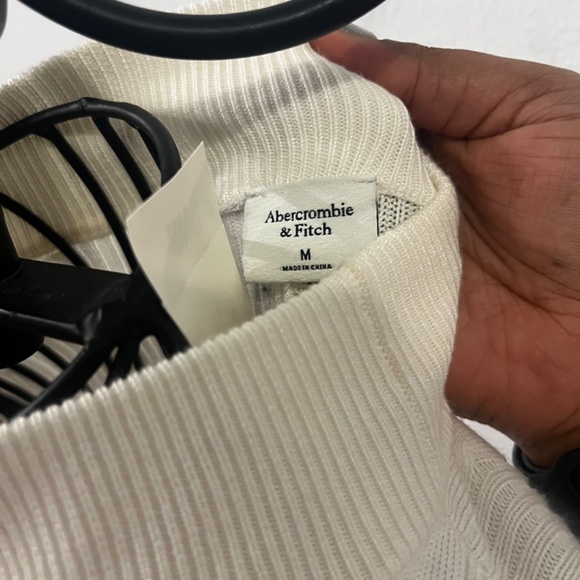 Abercrombie
& Fitch
M
MADE IN CHINA